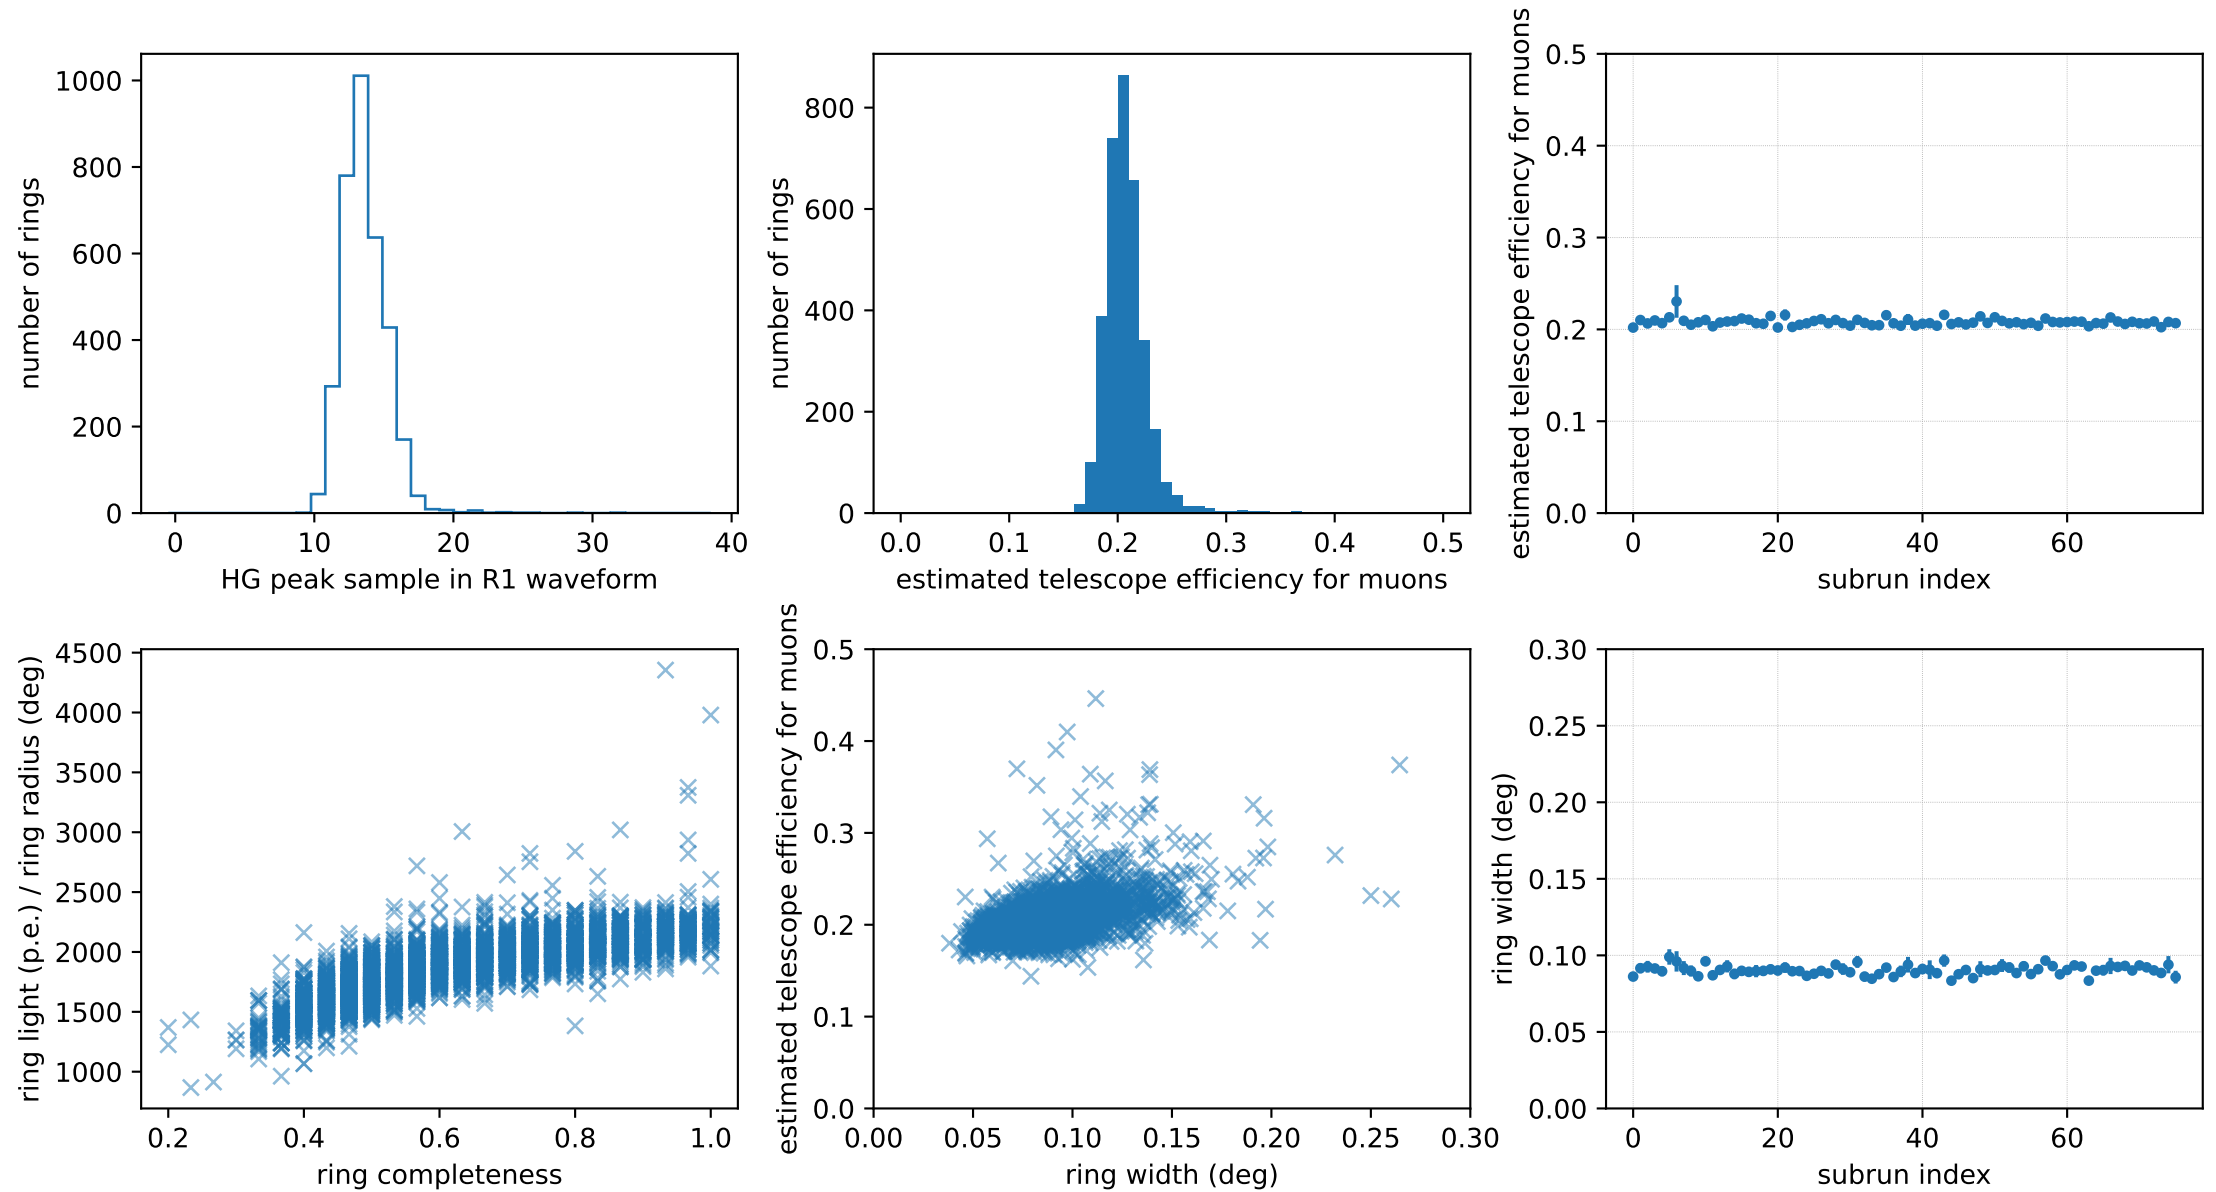 number of rings
1000
800
600
400
200
0
0 10 20 30 40
HG peak sample in R1 waveform
number of rings
800
600
400
200
0
0.0 0.1 0.2 0.3 0.4 0.5
estimated telescope efficiency for muons
estimated telescope efficiency for muons
0.5
0.4
0.3
0.2
0.1
0.0
0 20 40 60
subrun index
ring light (p.e.) / ring radius (deg)
4500
4000
3500
3000
2500
2000
1500
1000
0.2 0.4 0.6 0.8 1.0
ring completeness
estimated telescope efficiency for muons
0.5
0.4
0.3
0.2
0.1
0.0
0.00 0.05 0.10 0.15 0.20 0.25 0.30
ring width (deg)
ring width (deg)
0.30
0.25
0.20
0.15
0.10
0.05
0.00
0 20 40 60
subrun index